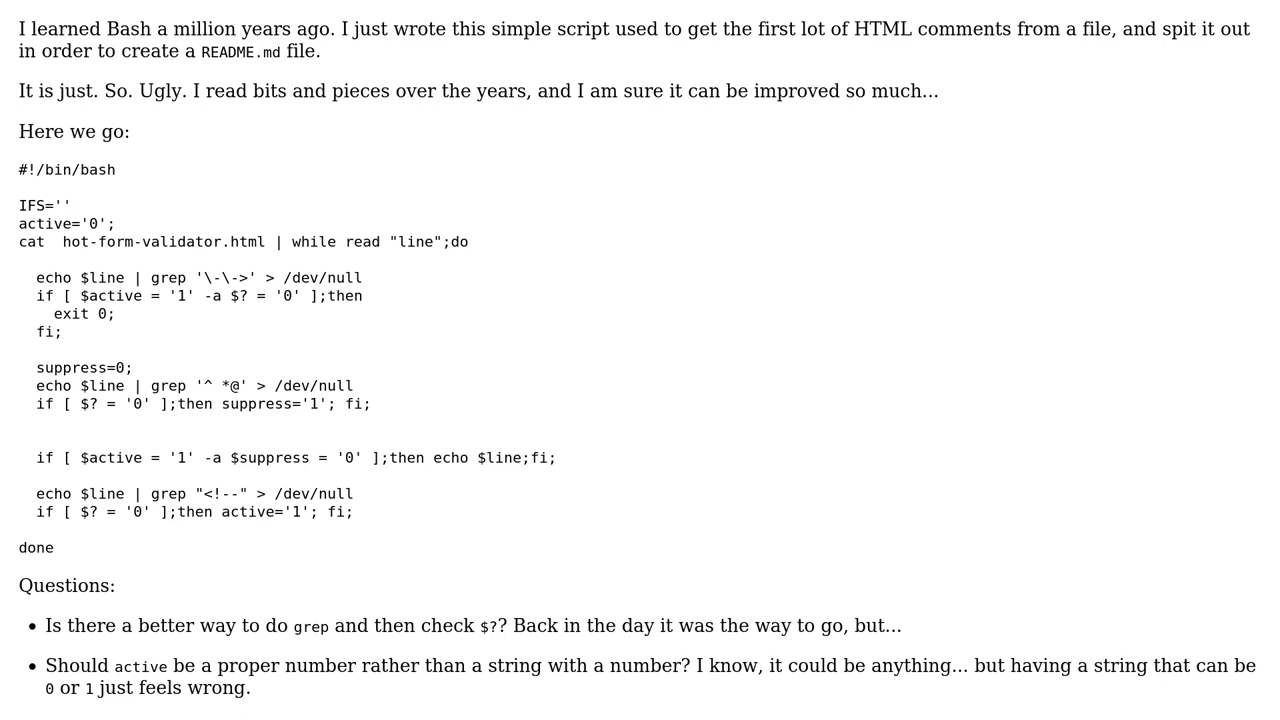 I learned Bash a million years ago. I just wrote this simple script used to get the first lot of HTML comments from a file, and spit it out
in order to create a README.md file.
It is just. So. Ugly. I read bits and pieces over the years, and I am sure it can be improved so much...
Here we go:
#!/bin/bash
IFS=''
active='0';
cat  hot-form-validator.html | while read "line";do
  echo $line | grep '\-\->' > /dev/null
  if [ $active = '1' -a $? = '0' ];then
    exit 0;
  fi;
  suppress=0;
  echo $line | grep '^ *@' > /dev/null
  if [ $? = '0' ];then suppress='1'; fi;
  if [ $active = '1' -a $suppress = '0' ];then echo $line;fi;
  echo $line | grep "<!--" > /dev/null
  if [ $? = '0' ];then active='1'; fi;
done
Questions:
• Is there a better way to do grep and then check $?? Back in the day it was the way to go, but...
• Should active be a proper number rather than a string with a number? I know, it could be anything... but having a string that can be
0 or 1 just feels wrong.